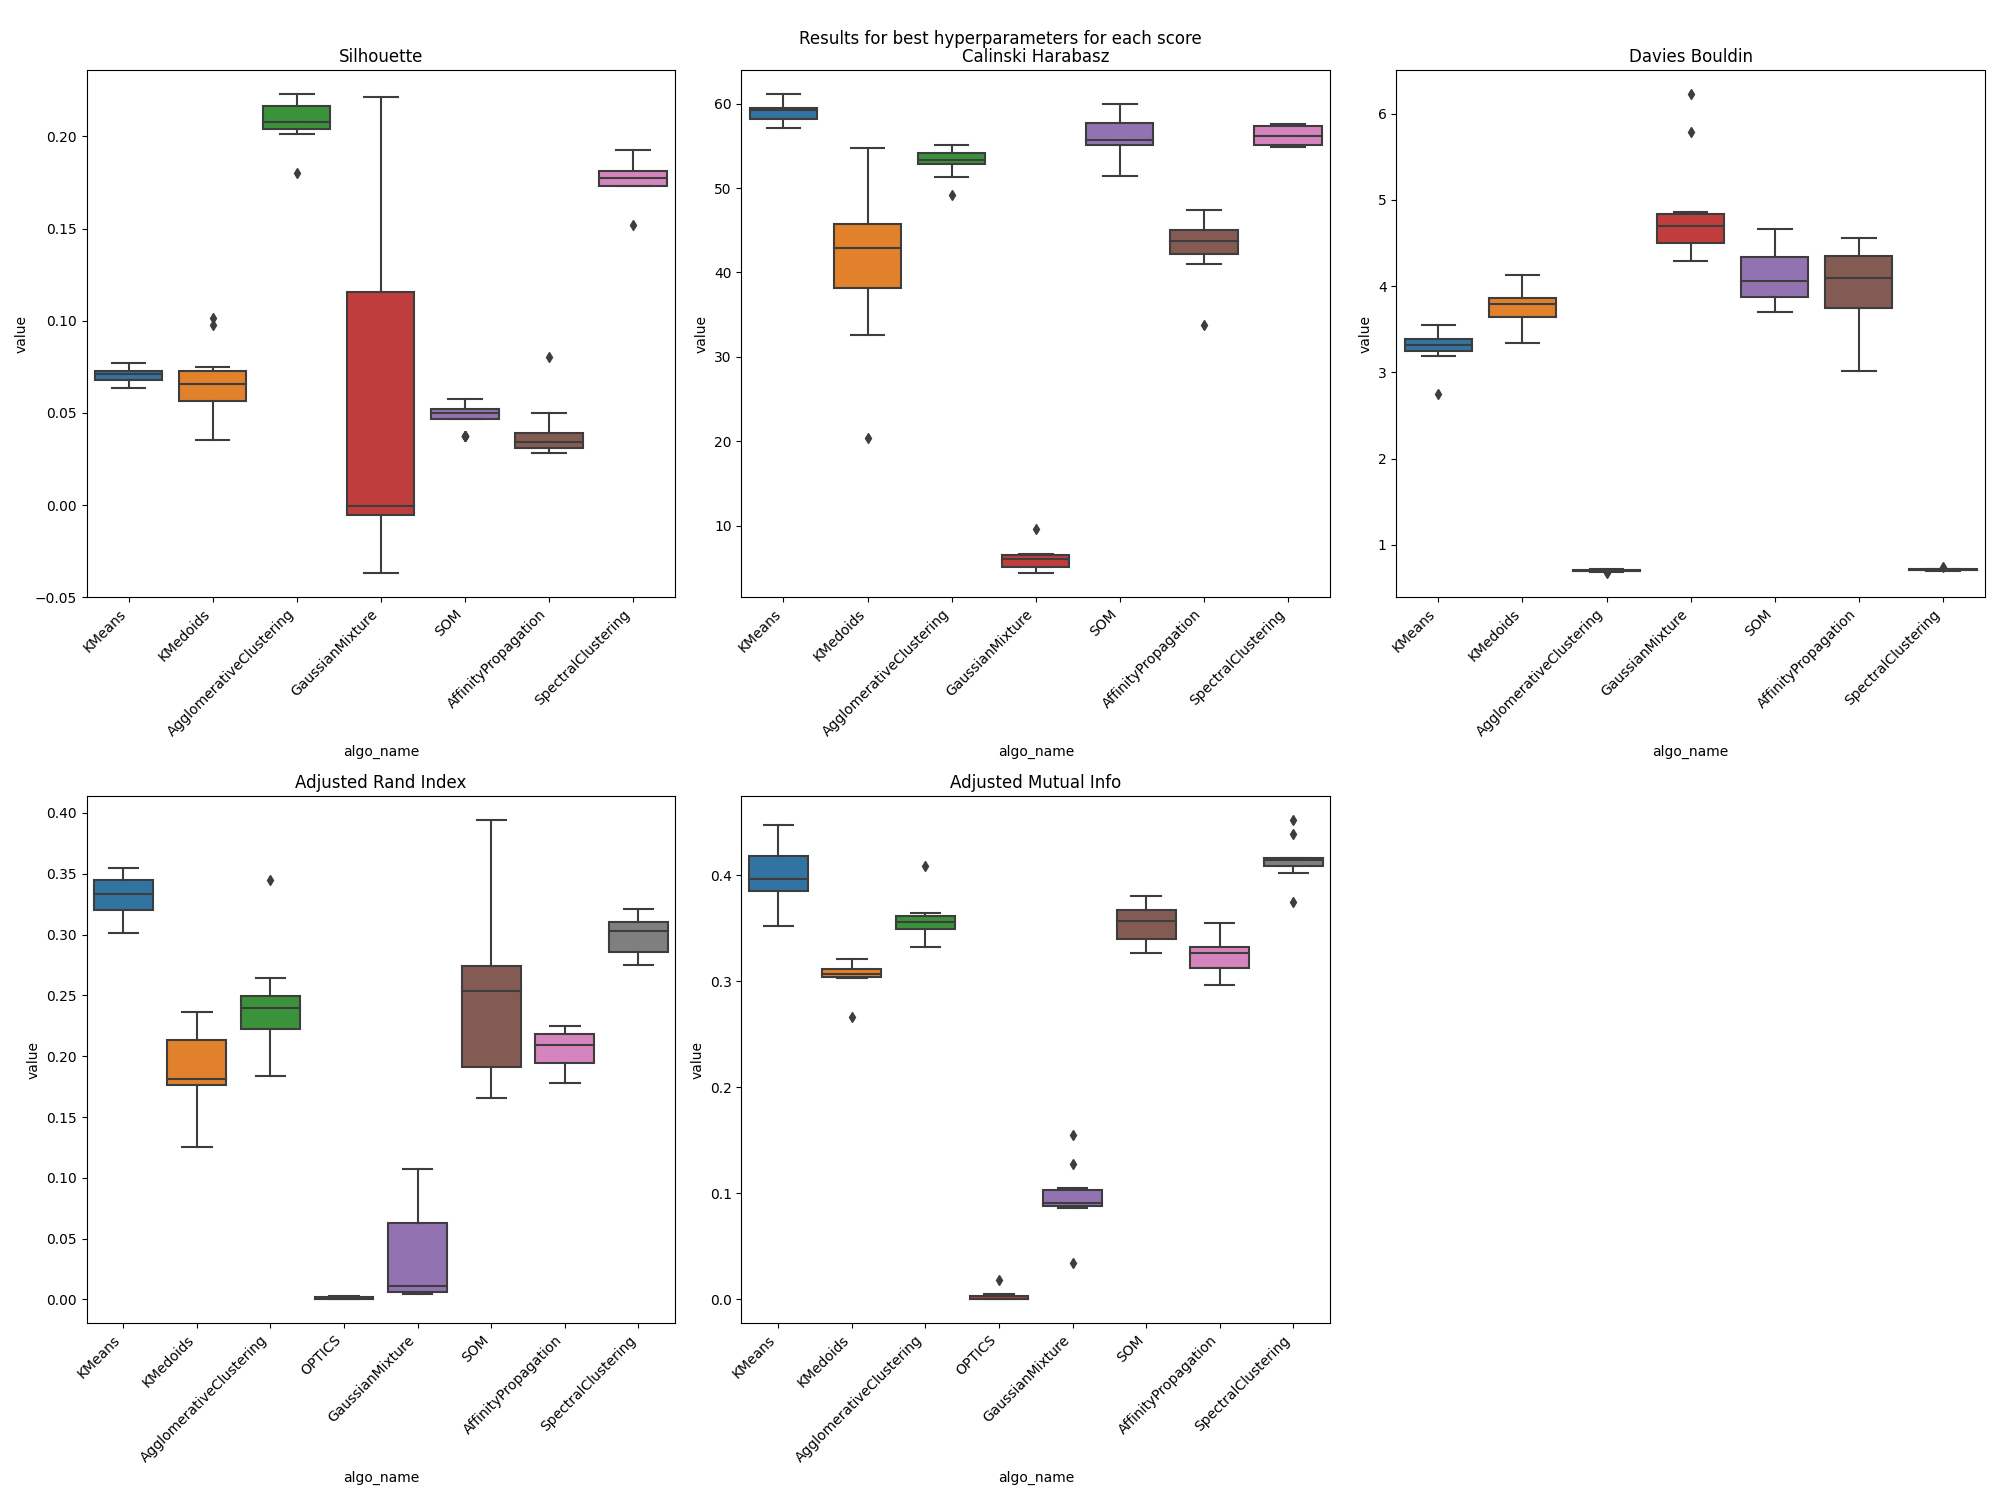 Results for best hyperparameters for each score
Silhouette
value
0.20
0.15
0.10
0.05
0.00
−0.05
KMeans
KMedoids
AgglomerativeClustering
GaussianMixture
SOM
AffinityPropagation
SpectralClustering
algo_name
Calinski Harabasz
value
60
50
40
30
20
10
KMeans
KMedoids
AgglomerativeClustering
GaussianMixture
SOM
AffinityPropagation
SpectralClustering
algo_name
Davies Bouldin
value
6
5
4
3
2
1
KMeans
KMedoids
AgglomerativeClustering
GaussianMixture
SOM
AffinityPropagation
SpectralClustering
algo_name
Adjusted Rand Index
value
0.40
0.35
0.30
0.25
0.20
0.15
0.10
0.05
0.00
KMeans
KMedoids
AgglomerativeClustering
OPTICS
GaussianMixture
SOM
AffinityPropagation
SpectralClustering
algo_name
Adjusted Mutual Info
value
0.4
0.3
0.2
0.1
0.0
KMeans
KMedoids
AgglomerativeClustering
OPTICS
GaussianMixture
SOM
AffinityPropagation
SpectralClustering
algo_name